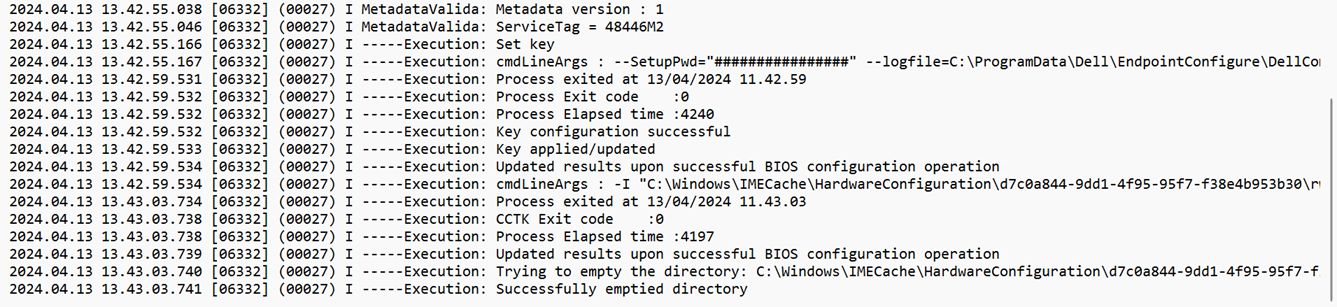 2024.04.13 13.42.55.038 [06332] (00027) I MetadataValida: Metadata version : 1
2024.04.13 13.42.55.046 [06332] (00027) I MetadataValida: ServiceTag = 48446M2
2024.04.13 13.42.55.166 [06332] (00027) I -----Execution: Set key
2024.04.13 13.42.55.167 [06332] (00027) I -----Execution: cmdLineArgs : --SetupPwd="################" --logfile=C:\ProgramData\Dell\EndpointConfigure\DellCo
2024.04.13 13.42.59.531 [06332] (00027) I -----Execution: Process exited at 13/04/2024 11.42.59
2024.04.13 13.42.59.532 [06332] (00027) I -----Execution: Process Exit code    :0
2024.04.13 13.42.59.532 [06332] (00027) I -----Execution: Process Elapsed time :4240
2024.04.13 13.42.59.532 [06332] (00027) I -----Execution: Key configuration successful
2024.04.13 13.42.59.533 [06332] (00027) I -----Execution: Key applied/updated
2024.04.13 13.42.59.534 [06332] (00027) I -----Execution: Updated results upon successful BIOS configuration operation
2024.04.13 13.42.59.534 [06332] (00027) I -----Execution: cmdLineArgs : -I "C:\Windows\IMECache\HardwareConfiguration\d7c0a844-9dd1-4f95-95f7-f38e4b953b30\r
2024.04.13 13.43.03.734 [06332] (00027) I -----Execution: Process exited at 13/04/2024 11.43.03
2024.04.13 13.43.03.738 [06332] (00027) I -----Execution: CCTK Exit code    :0
2024.04.13 13.43.03.738 [06332] (00027) I -----Execution: Process Elapsed time :4197
2024.04.13 13.43.03.739 [06332] (00027) I -----Execution: Updated results upon successful BIOS configuration operation
2024.04.13 13.43.03.740 [06332] (00027) I -----Execution: Trying to empty the directory: C:\Windows\IMECache\HardwareConfiguration\d7c0a844-9dd1-4f95-95f7-f
2024.04.13 13.43.03.741 [06332] (00027) I -----Execution: Successfully emptied directory